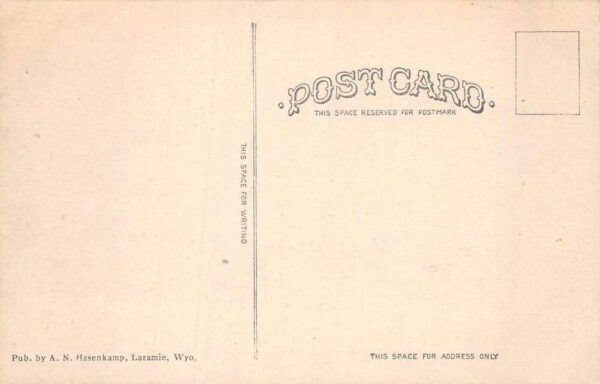 POST CARD
THIS SPACE RESERVED FOR POSTMARK
THIS SPACE FOR WRITING
Pub. by A. N. Hasenkamp, Laramie, Wyo.
THIS SPACE FOR ADDRESS ONLY